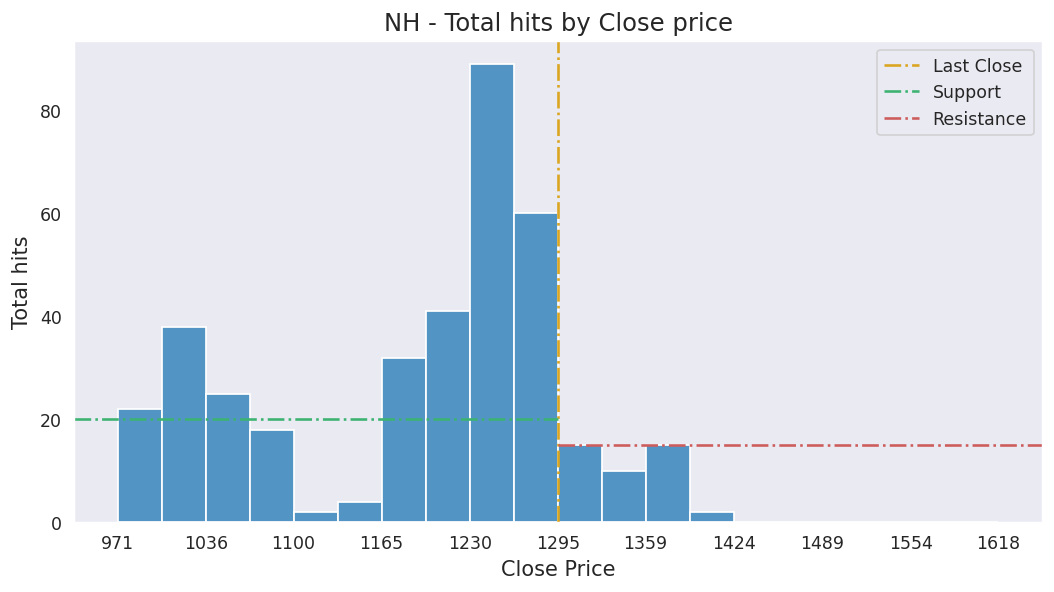 NH - Total hits by Close price
Last Close
Support
Resistance
Total hits
80
60
40
20
0
971 1036 1100 1165 1230 1295 1359 1424 1489 1554 1618
Close Price